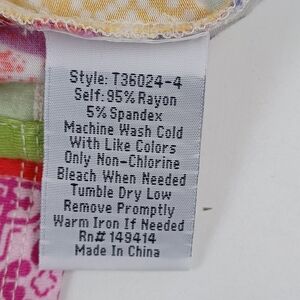 Style: T36024-4
Self: 95% Rayon
5% Spandex
Machine Wash Cold
With Like Colors
Only Non-Chlorine
Bleach When Needed
Tumble Dry Low
Remove Promptly
Warm Iron If Needed
Rn# 149414
Made In China